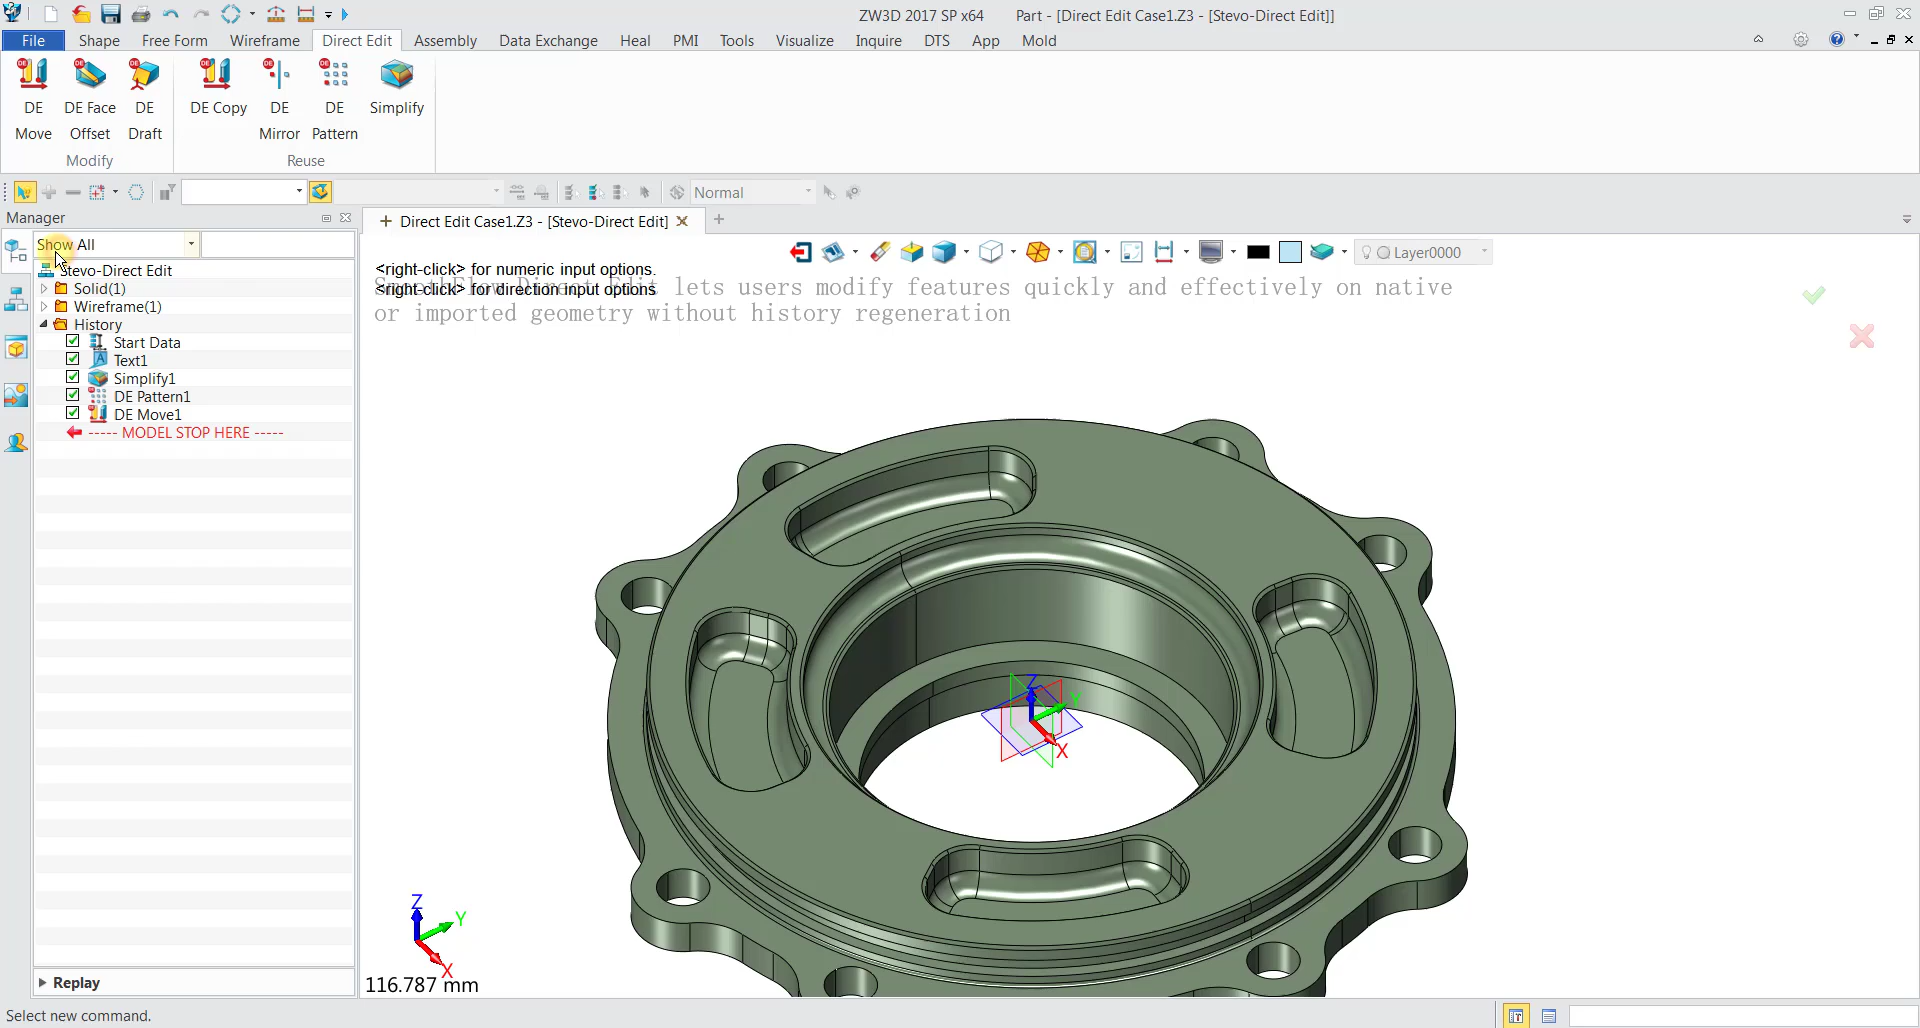 ZW3D 2017 SP x64 Part - [Direct Edit Case1.Z3 - [Stevo-Direct Edit]]
File Shape Free Form Wireframe Direct Edit Assembly Data Exchange Heal PMI Tools Visualize Inquire DTS App Mold
DE Move
DE Face Offset
DE Draft
DE Copy
DE Mirror
DE Pattern
Simplify
Modify
Reuse
Normal
Manager
Direct Edit Case1.Z3 - [Stevo-Direct Edit]
Show All
Stevo-Direct Edit
Solid(1)
Wireframe(1)
History
Start Data
Text1
Simplify1
DE Pattern1
DE Move1
----- MODEL STOP HERE -----
Replay
Layer0000
<right-click> for numeric input options.
<right-click> for direction input options
SmoothFlow Direct Edit lets users modify features quickly and effectively on native
or imported geometry without history regeneration
Z
Y
X
Z
Y
X
116.787 mm
Select new command.